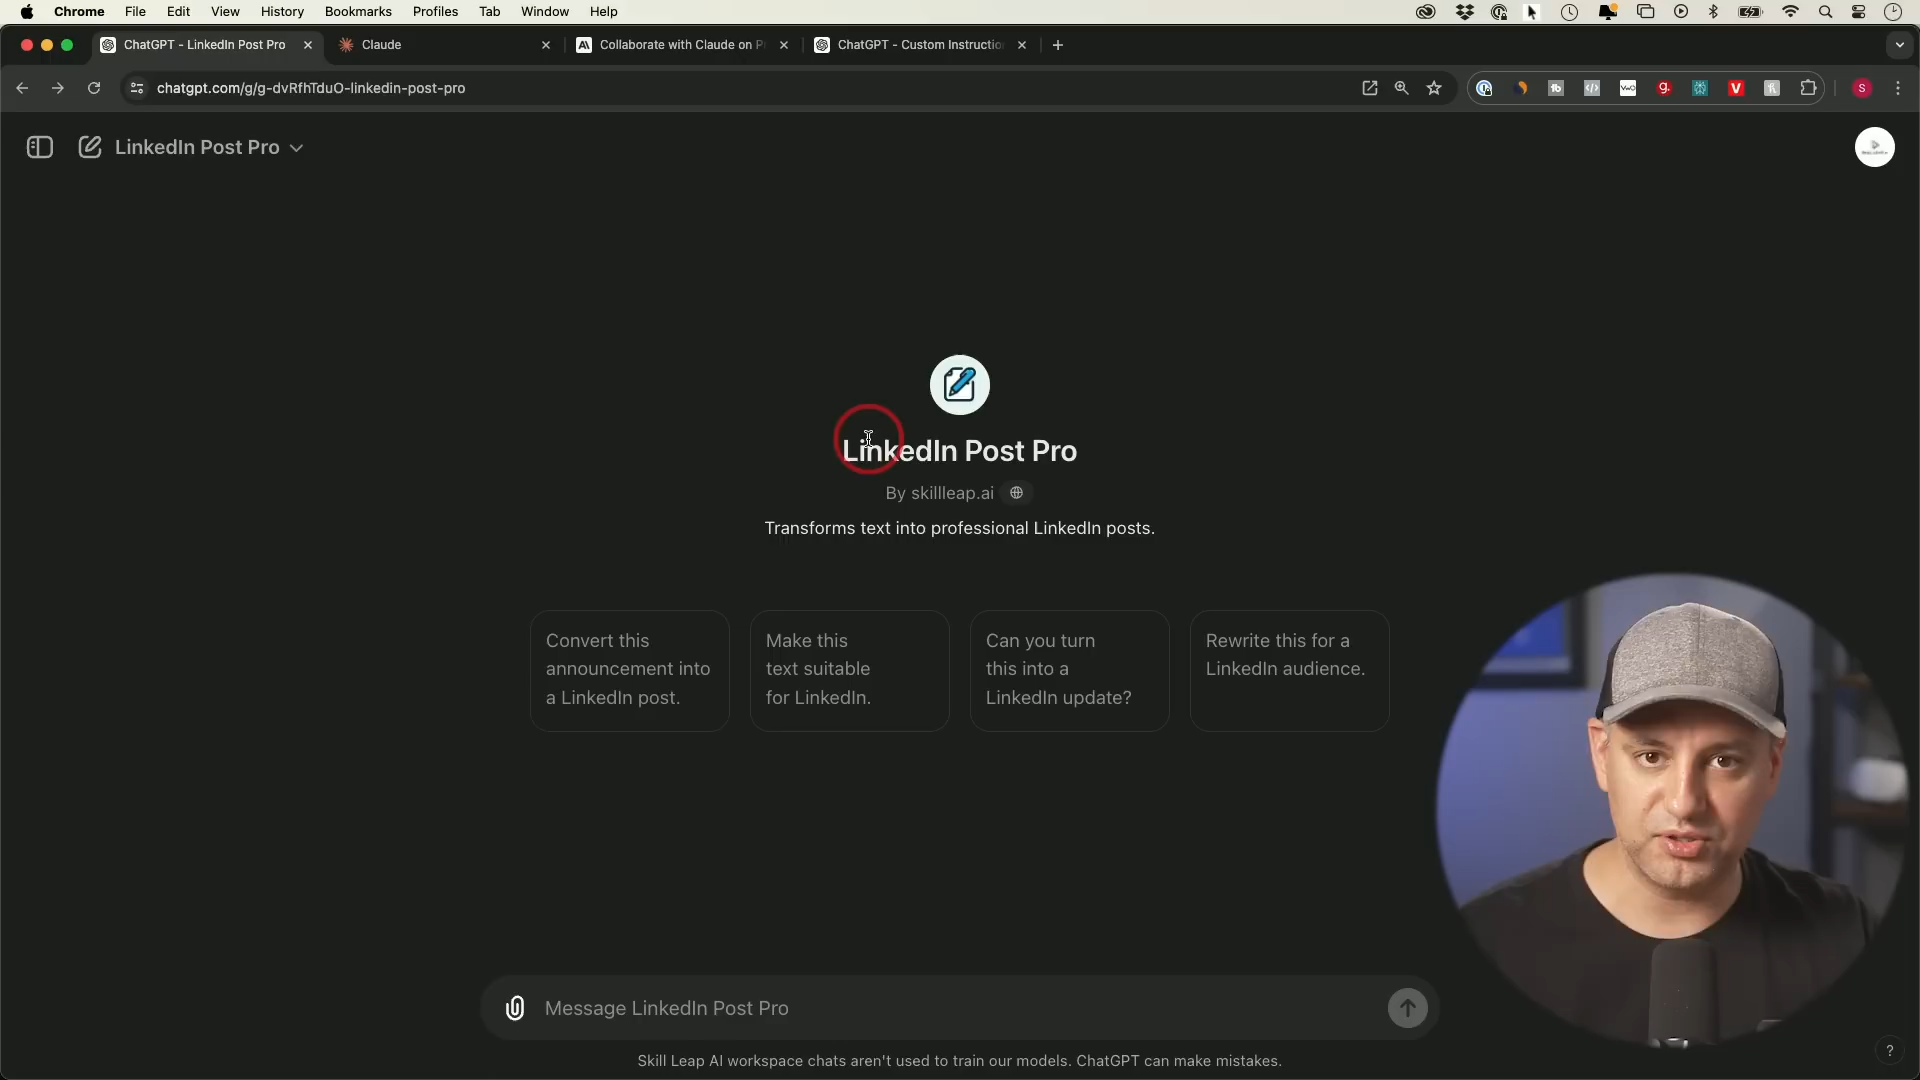 Chrome File Edit View History Bookmarks Profiles Tab Window Help
ChatGPT - LinkedIn Post Pro
Claude
Collaborate with Claude on P
ChatGPT - Custom Instructio
chatgpt.com/g/g-dvRfhTduO-linkedin-post-pro
S
LinkedIn Post Pro
LinkedIn Post Pro
By skillleap.ai
Transforms text into professional LinkedIn posts.
Convert this
announcement into
a LinkedIn post.
Make this
text suitable
for LinkedIn.
Can you turn
this into a
LinkedIn update?
Rewrite this for a
LinkedIn audience.
Message LinkedIn Post Pro
Skill Leap AI workspace chats aren't used to train our models. ChatGPT can make mistakes.
?